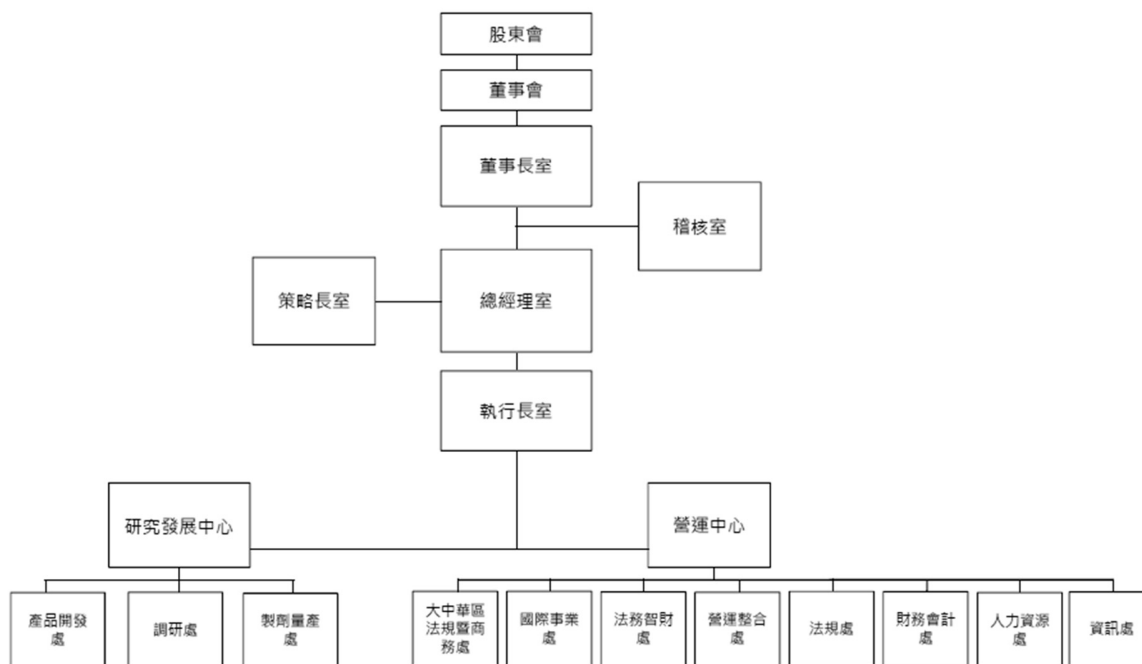 股東會
董事會
董事長室
稽核室
策略長室
總經理室
執行長室
研究發展中心
營運中心
產品開發
處
調研處
製劑量產
處
大中華區
法規暨商
務處
國際事業
處
法務智財
處
營運整合
處
法規處
財務會計
處
人力資源
處
資訊處